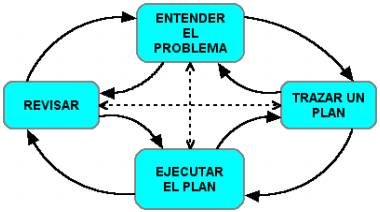 ENTENDER
EL
PROBLEMA
REVISAR
TRAZAR UN
PLAN
EJECUTAR
EL PLAN